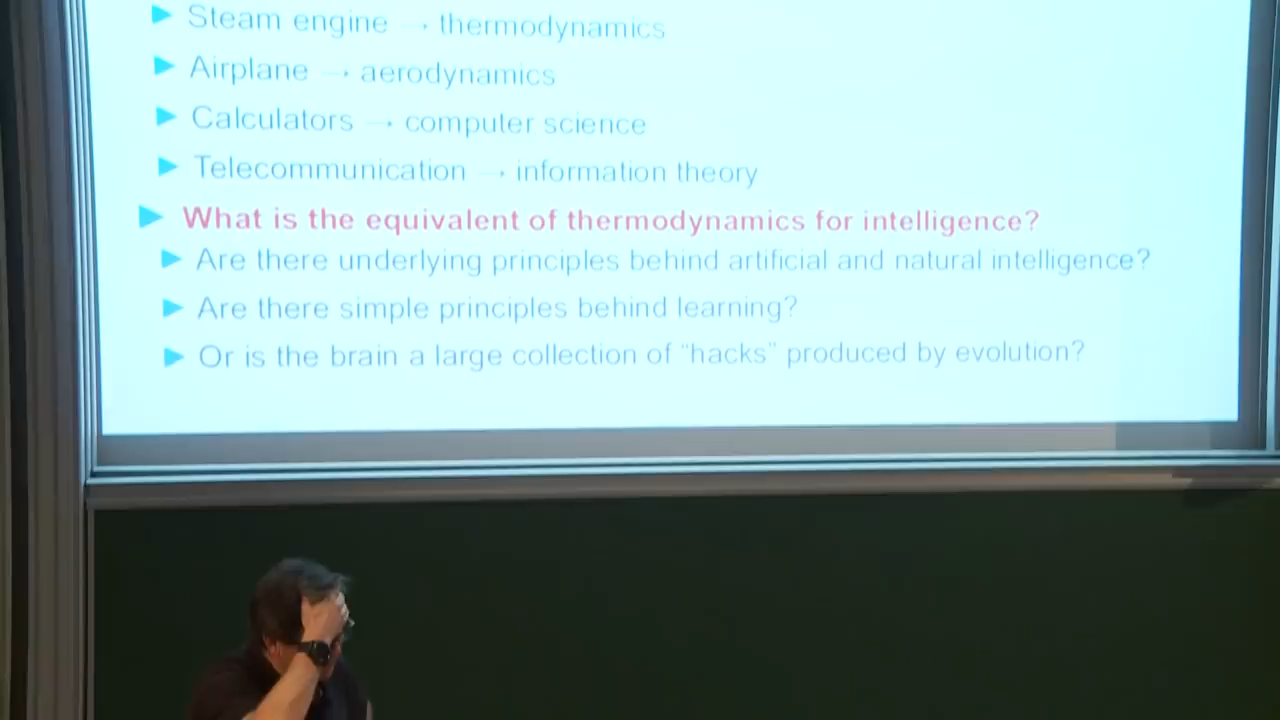 ► Steam engine → thermodynamics
► Airplane → aerodynamics
► Calculators → computer science
► Telecommunication → information theory
► What is the equivalent of thermodynamics for intelligence?
► Are there underlying principles behind artificial and natural intelligence?
► Are there simple principles behind learning?
► Or is the brain a large collection of "hacks" produced by evolution?